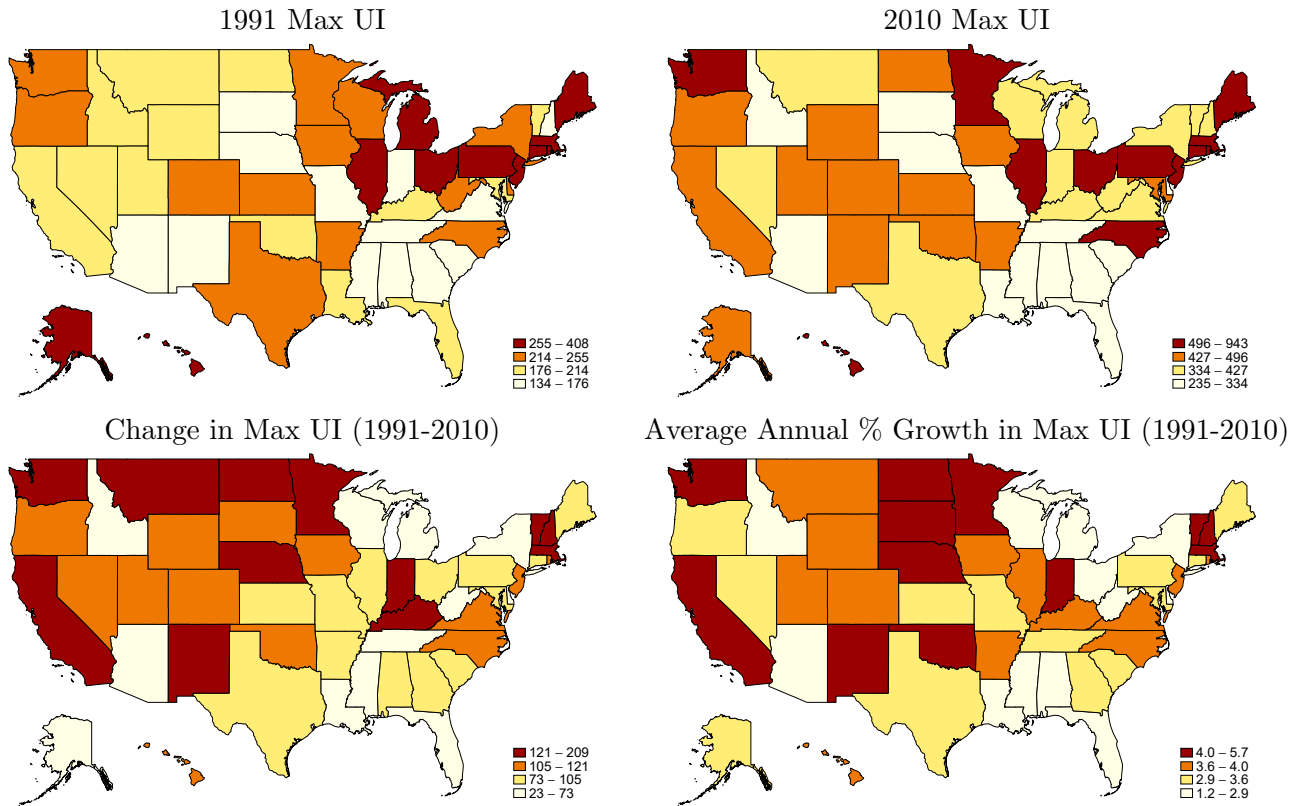 1991 Max UI
255 – 408
214 – 255
176 – 214
134 – 176
2010 Max UI
496 – 943
427 – 496
334 – 427
235 – 334
Change in Max UI (1991-2010)
121 – 209
105 – 121
73 – 105
23 – 73
Average Annual % Growth in Max UI (1991-2010)
4.0 – 5.7
3.6 – 4.0
2.9 – 3.6
1.2 – 2.9